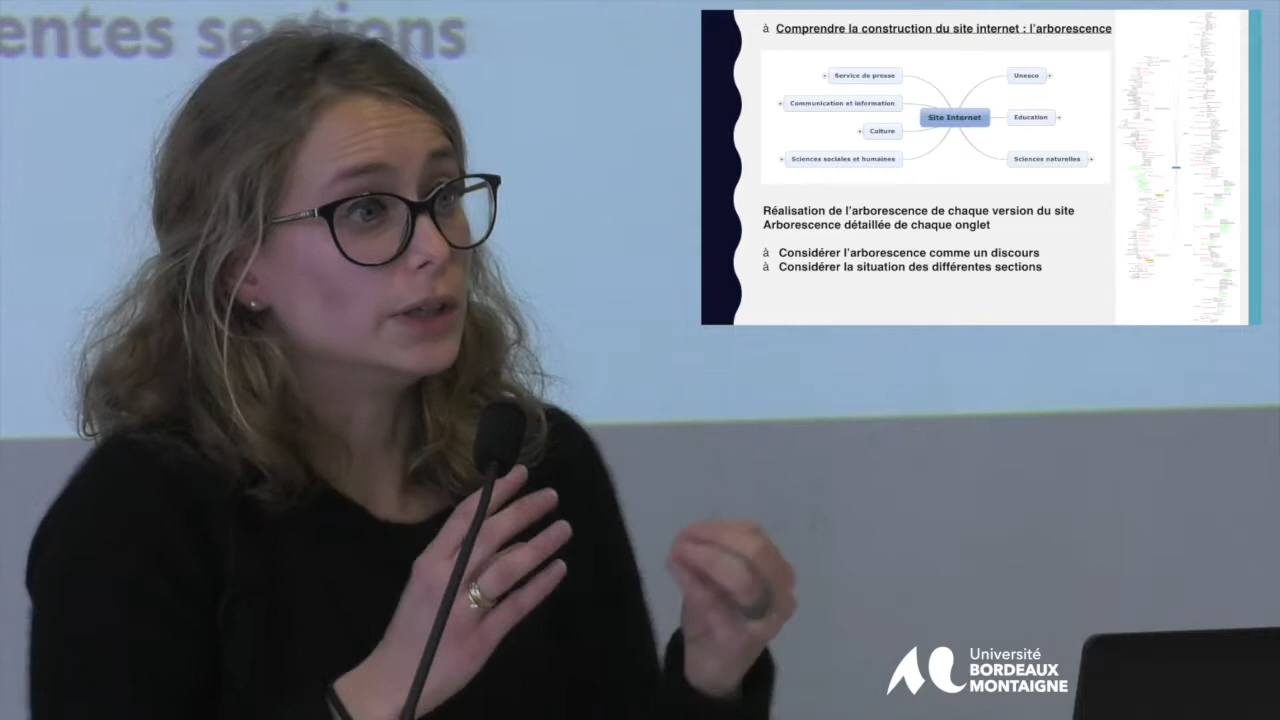 entes sections
à Comprendre la construction du site internet : l'arborescence
Service de presse
Unesco
Communication et information
Site Internet
Education
Culture
Sciences sociales et humaines
Sciences naturelles
Réalisation de l'arborescence de chaque version du site
Arborescence détaillée de chaque onglet
à Considérer l'arborescence comme un discours
à Considérer la situation des différentes sections
Université
BORDEAUX
MONTAIGNE